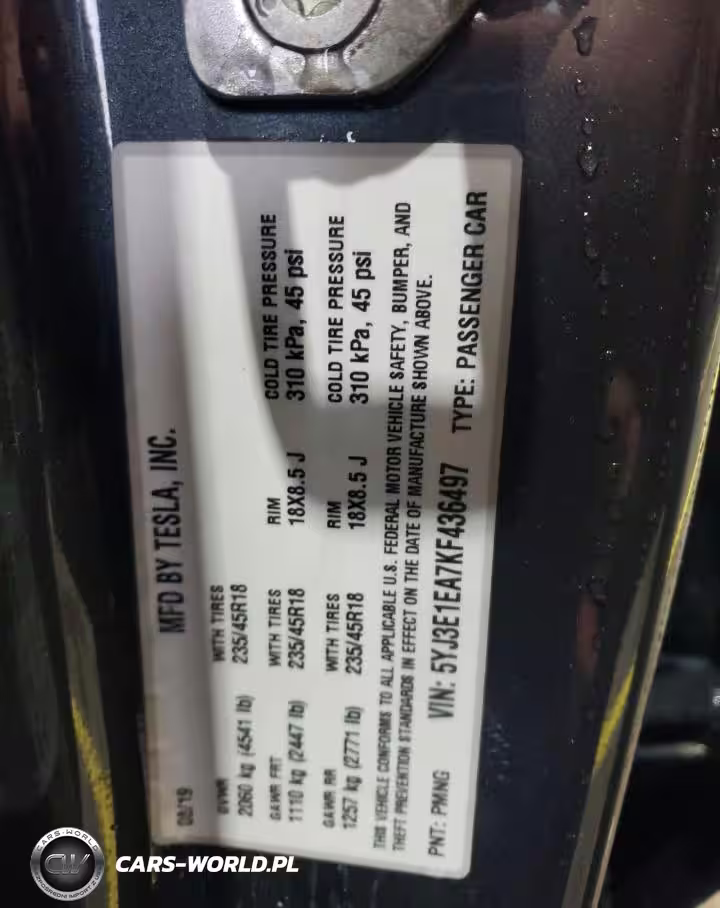 MFD BY TESLA, INC.
08/19
GVWR WITH TIRES
2060 kg (4541 lb) 235/45R18
GAWR FRT WITH TIRES RIM COLD TIRE PRESSURE
1110 kg (2447 lb) 235/45R18 18X8.5 J 310 kPa, 45 psi
GAWR RR WITH TIRES RIM COLD TIRE PRESSURE
1257 kg (2771 lb) 235/45R18 18X8.5 J 310 kPa, 45 psi
THIS VEHICLE CONFORMS TO ALL APPLICABLE U.S. FEDERAL MOTOR VEHICLE SAFETY, BUMPER, AND
THEFT PREVENTION STANDARDS IN EFFECT ON THE DATE OF MANUFACTURE SHOWN ABOVE.
PNT: PMNG VIN: 5YJ3E1EA7KF436497 TYPE: PASSENGER CAR
CARS-WORLD
CW
CARS-WORLD.PL